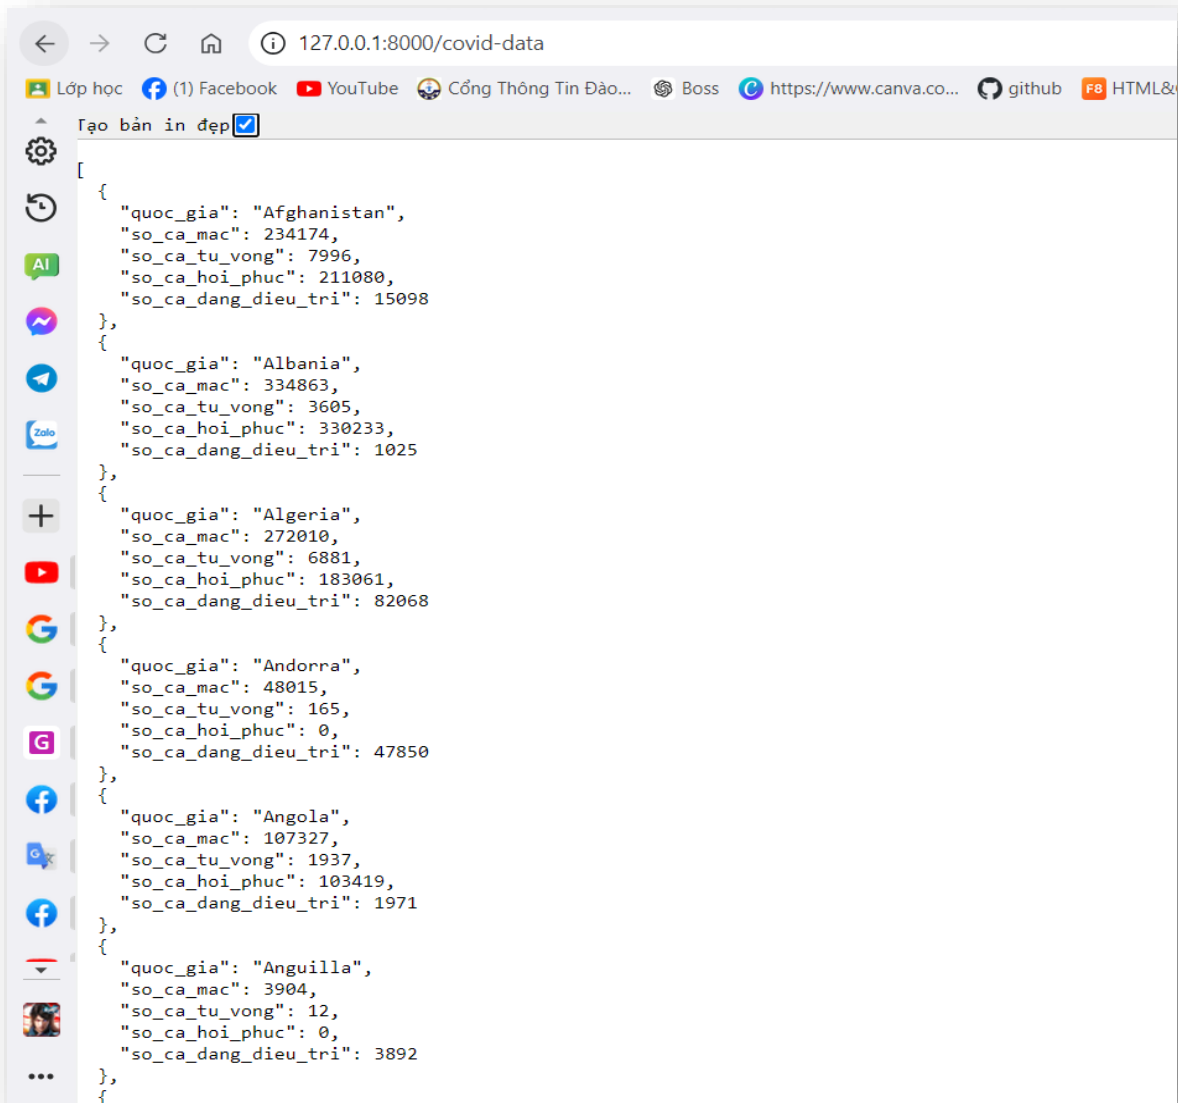 127.0.0.1:8000/covid-data
Lớp học (1) Facebook YouTube Cổng Thông Tin Đào... Boss https://www.canva.co... github F8 HTML&
Tạo bản in đẹp
[
{
"quoc_gia": "Afghanistan",
"so_ca_mac": 234174,
"so_ca_tu_vong": 7996,
"so_ca_hoi_phuc": 211080,
"so_ca_dang_dieu_tri": 15098
},
{
"quoc_gia": "Albania",
"so_ca_mac": 334863,
"so_ca_tu_vong": 3605,
"so_ca_hoi_phuc": 330233,
"so_ca_dang_dieu_tri": 1025
},
{
"quoc_gia": "Algeria",
"so_ca_mac": 272010,
"so_ca_tu_vong": 6881,
"so_ca_hoi_phuc": 183061,
"so_ca_dang_dieu_tri": 82068
},
{
"quoc_gia": "Andorra",
"so_ca_mac": 48015,
"so_ca_tu_vong": 165,
"so_ca_hoi_phuc": 0,
"so_ca_dang_dieu_tri": 47850
},
{
"quoc_gia": "Angola",
"so_ca_mac": 107327,
"so_ca_tu_vong": 1937,
"so_ca_hoi_phuc": 103419,
"so_ca_dang_dieu_tri": 1971
},
{
"quoc_gia": "Anguilla",
"so_ca_mac": 3904,
"so_ca_tu_vong": 12,
"so_ca_hoi_phuc": 0,
"so_ca_dang_dieu_tri": 3892
},
{
AI
Zalo
G